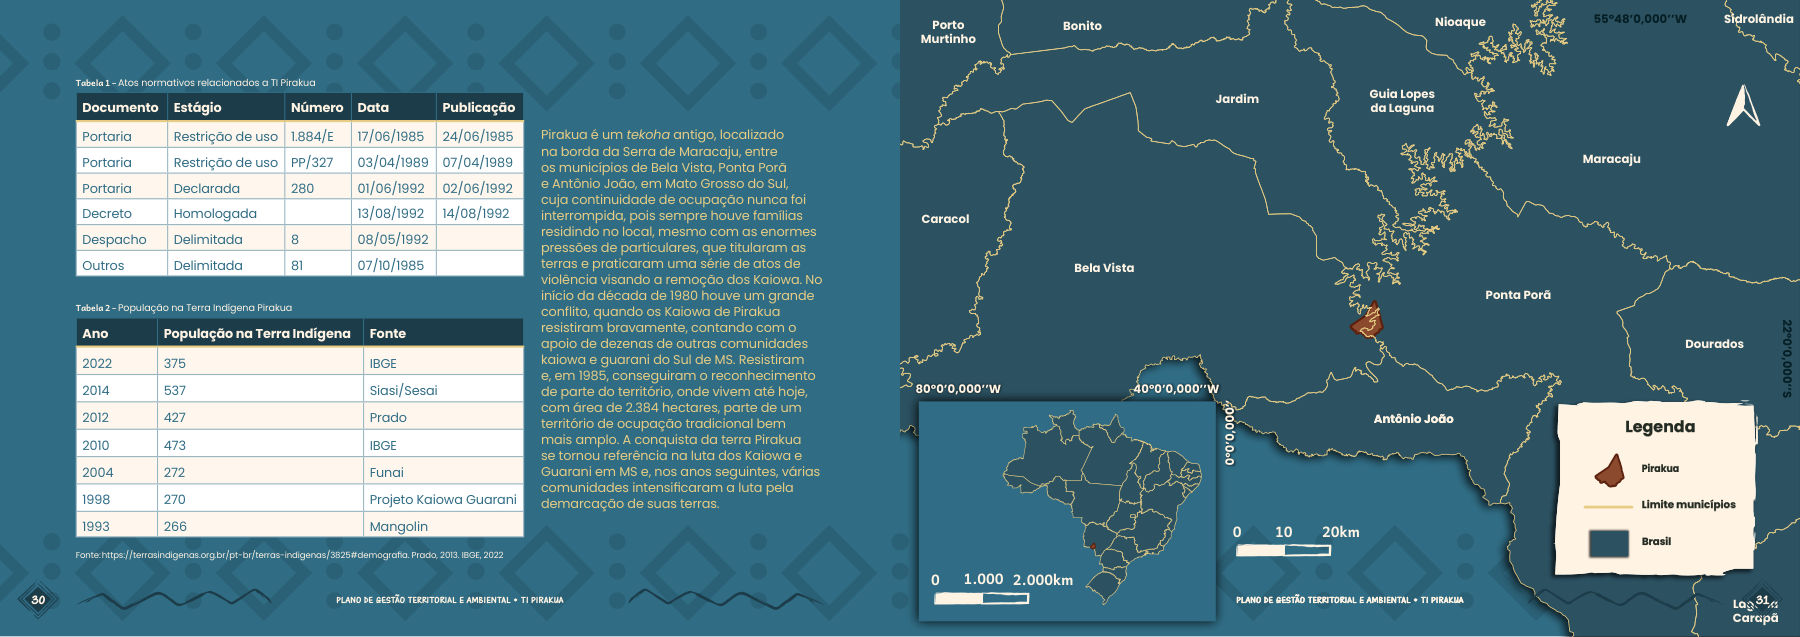 Tabela 1 - Atos normativos relacionados a TI Pirakua
Documento Estágio Número Data Publicação
Portaria Restrição de uso 1.884/E 17/06/1985 24/06/1985
Portaria Restrição de uso PP/327 03/04/1989 07/04/1989
Portaria Declarada 280 01/06/1992 02/06/1992
Decreto Homologada 13/08/1992 14/08/1992
Despacho Delimitada 8 08/05/1992
Outros Delimitada 81 07/10/1985
Tabela 2 - População na Terra Indígena Pirakua
Ano População na Terra Indígena Fonte
2022 375 IBGE
2014 537 Siasi/Sesai
2012 427 Prado
2010 473 IBGE
2004 272 Funai
1998 270 Projeto Kaiowa Guarani
1993 266 Mangolin
Fonte: https://terrasindigenas.org.br/pt-br/terras-indigenas/3825#demografia. Prado, 2013. IBGE, 2022
Pirakua é um tekoha antigo, localizado
na borda da Serra de Maracaju, entre
os municípios de Bela Vista, Ponta Porã
e Antônio João, em Mato Grosso do Sul,
cuja continuidade de ocupação nunca foi
interrompida, pois sempre houve famílias
residindo no local, mesmo com as enormes
pressões de particulares, que titularam as
terras e praticaram uma série de atos de
violência visando a remoção dos Kaiowa. No
início da década de 1980 houve um grande
conflito, quando os Kaiowa de Pirakua
resistiram bravamente, contando com o
apoio de dezenas de outras comunidades
kaiowa e guarani do Sul de MS. Resistiram
e, em 1985, conseguiram o reconhecimento
de parte do território, onde vivem até hoje,
com área de 2.384 hectares, parte de um
território de ocupação tradicional bem
mais amplo. A conquista da terra Pirakua
se tornou referência na luta dos Kaiowa e
Guarani em MS e, nos anos seguintes, várias
comunidades intensificaram a luta pela
demarcação de suas terras.
30
PLANO DE GESTÃO TERRITORIAL E AMBIENTAL • TI PIRAKUA
Porto
Murtinho
Bonito
Nioaque
55°48'0,000''W
Sidrolândia
Jardim
Guia Lopes
da Laguna
Maracaju
Caracol
Bela Vista
Ponta Porã
22°0'0,000''S
Dourados
80°0'0,000''W
40°0'0,000''W
0°0'0,000''
Antônio João
Legenda
Pirakua
Limite municípios
Brasil
0 10 20km
0 1.000 2.000km
PLANO DE GESTÃO TERRITORIAL E AMBIENTAL • TI PIRAKUA
31
Carapã